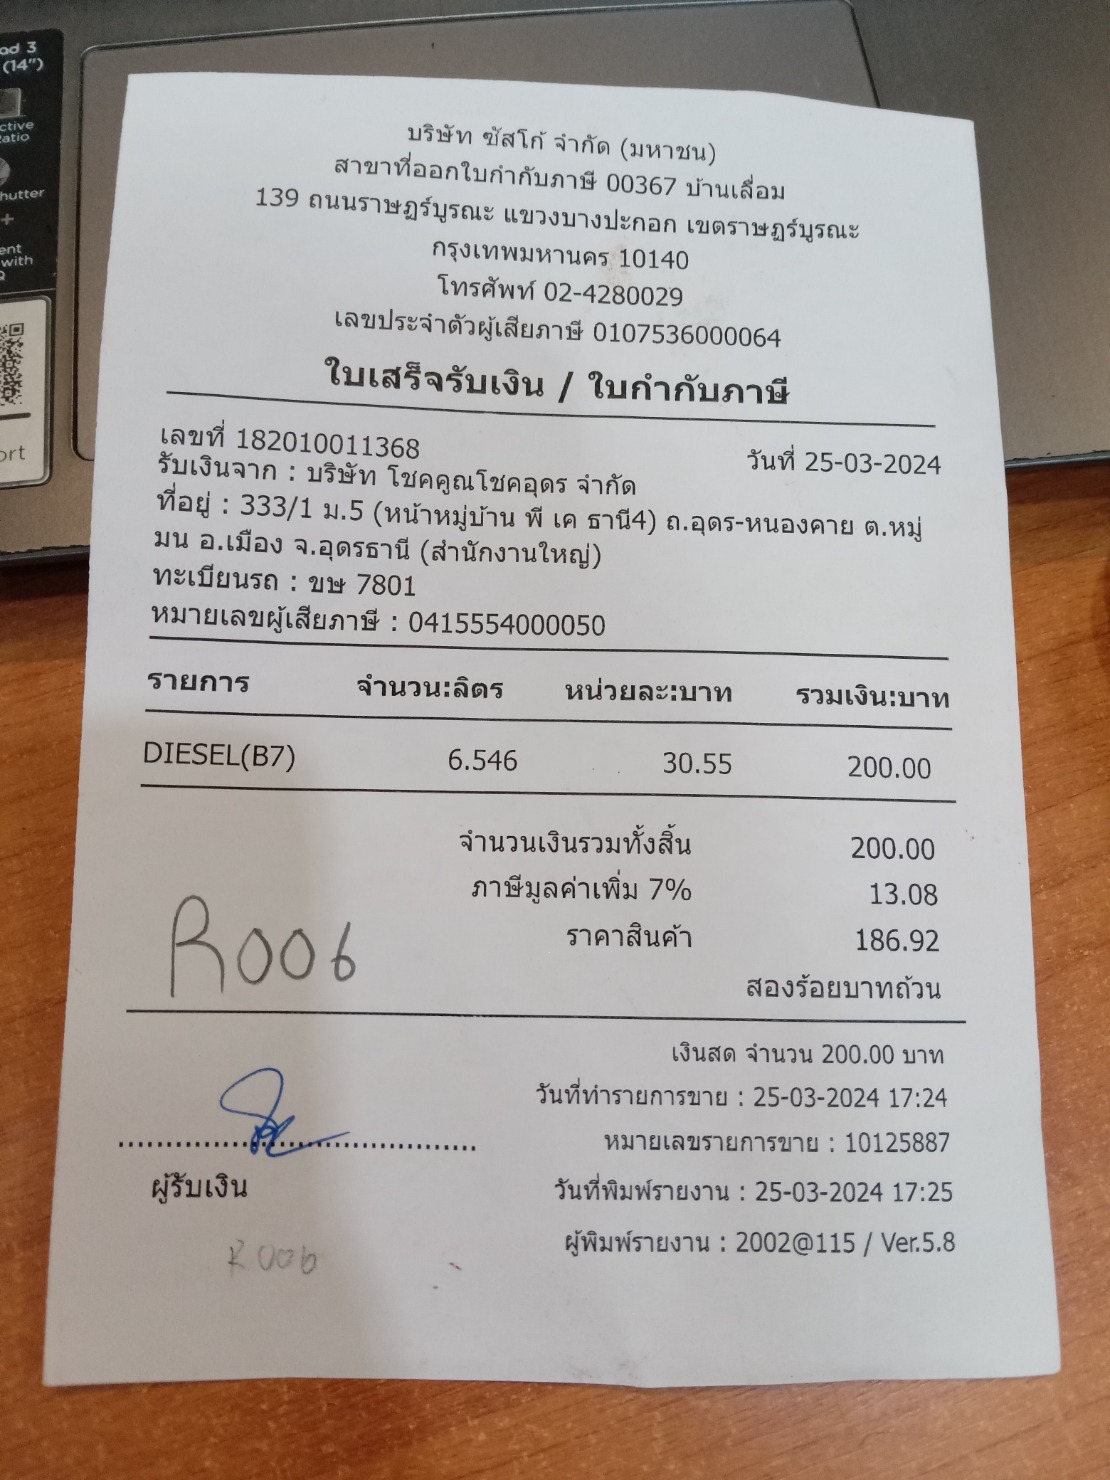 ad 3
(14")
ctive
atio
hutter
+
ent
with
ort
บริษัท ซัสโก้ จำกัด (มหาชน)
สาขาที่ออกใบกำกับภาษี 00367 บ้านเลื่อม
139 ถนนราษฎร์บูรณะ แขวงบางปะกอก เขตราษฎร์บูรณะ
กรุงเทพมหานคร 10140
โทรศัพท์ 02-4280029
เลขประจำตัวผู้เสียภาษี 0107536000064
ใบเสร็จรับเงิน / ใบกำกับภาษี
เลขที่ 182010011368 วันที่ 25-03-2024
รับเงินจาก : บริษัท โชคคูณโชคอุดร จำกัด
ที่อยู่ : 333/1 ม.5 (หน้าหมู่บ้าน พี เค ธานี4) ถ.อุดร-หนองคาย ต.หมู่
มน อ.เมือง จ.อุดรธานี (สำนักงานใหญ่)
ทะเบียนรถ : ขษ 7801
หมายเลขผู้เสียภาษี : 0415554000050
รายการ จำนวน:ลิตร หน่วยละ:บาท รวมเงิน:บาท
DIESEL(B7) 6.546 30.55 200.00
จำนวนเงินรวมทั้งสิ้น 200.00
ภาษีมูลค่าเพิ่ม 7% 13.08
ราคาสินค้า 186.92
R006
สองร้อยบาทถ้วน
เงินสด จำนวน 200.00 บาท
วันที่ทำรายการขาย : 25-03-2024 17:24
หมายเลขรายการขาย : 10125887
ผู้รับเงิน
วันที่พิมพ์รายงาน : 25-03-2024 17:25
ผู้พิมพ์รายงาน : 2002@115 / Ver.5.8
R006